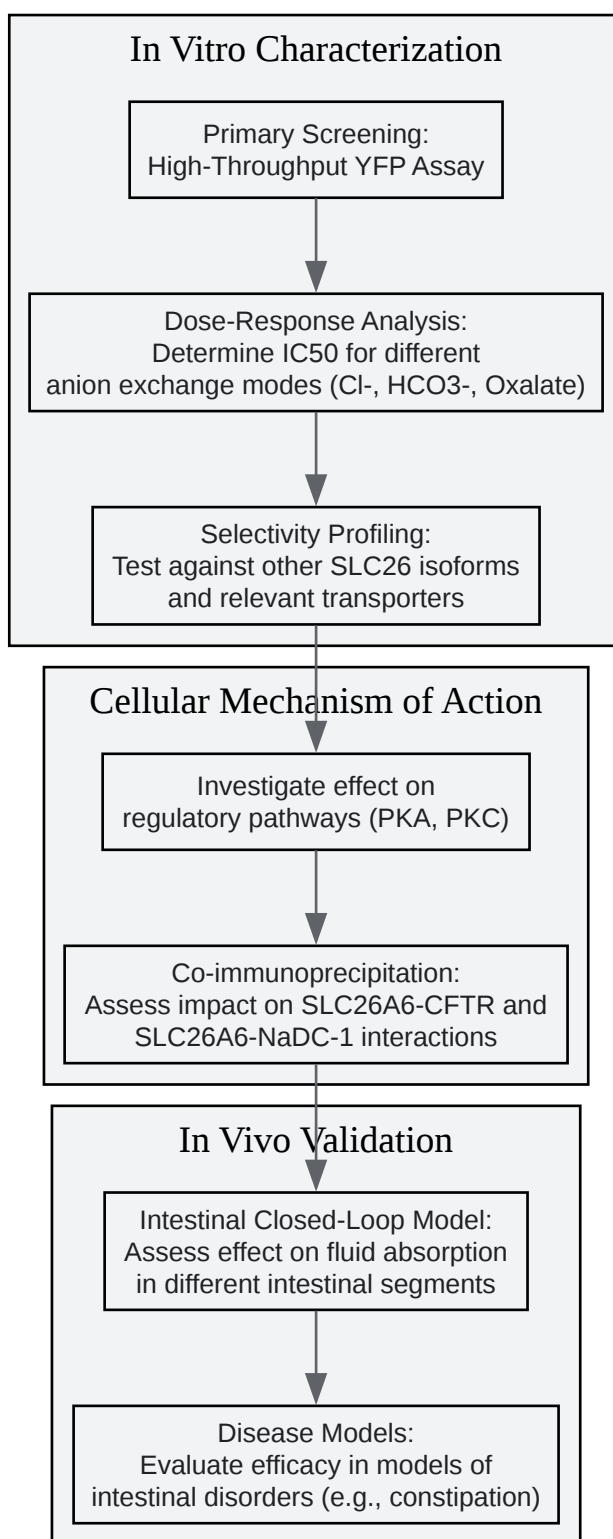 In Vitro Characterization
Primary Screening:
High-Throughput YFP Assay
Dose-Response Analysis:
Determine IC50 for different
anion exchange modes (Cl-, HCO3-, Oxalate)
Selectivity Profiling:
Test against other SLC26 isoforms
and relevant transporters
Cellular Mechanism of Action
Investigate effect on
regulatory pathways (PKA, PKC)
Co-immunoprecipitation:
Assess impact on SLC26A6-CFTR and
SLC26A6-NaDC-1 interactions
In Vivo Validation
Intestinal Closed-Loop Model:
Assess effect on fluid absorption
in different intestinal segments
Disease Models:
Evaluate efficacy in models of
intestinal disorders (e.g., constipation)